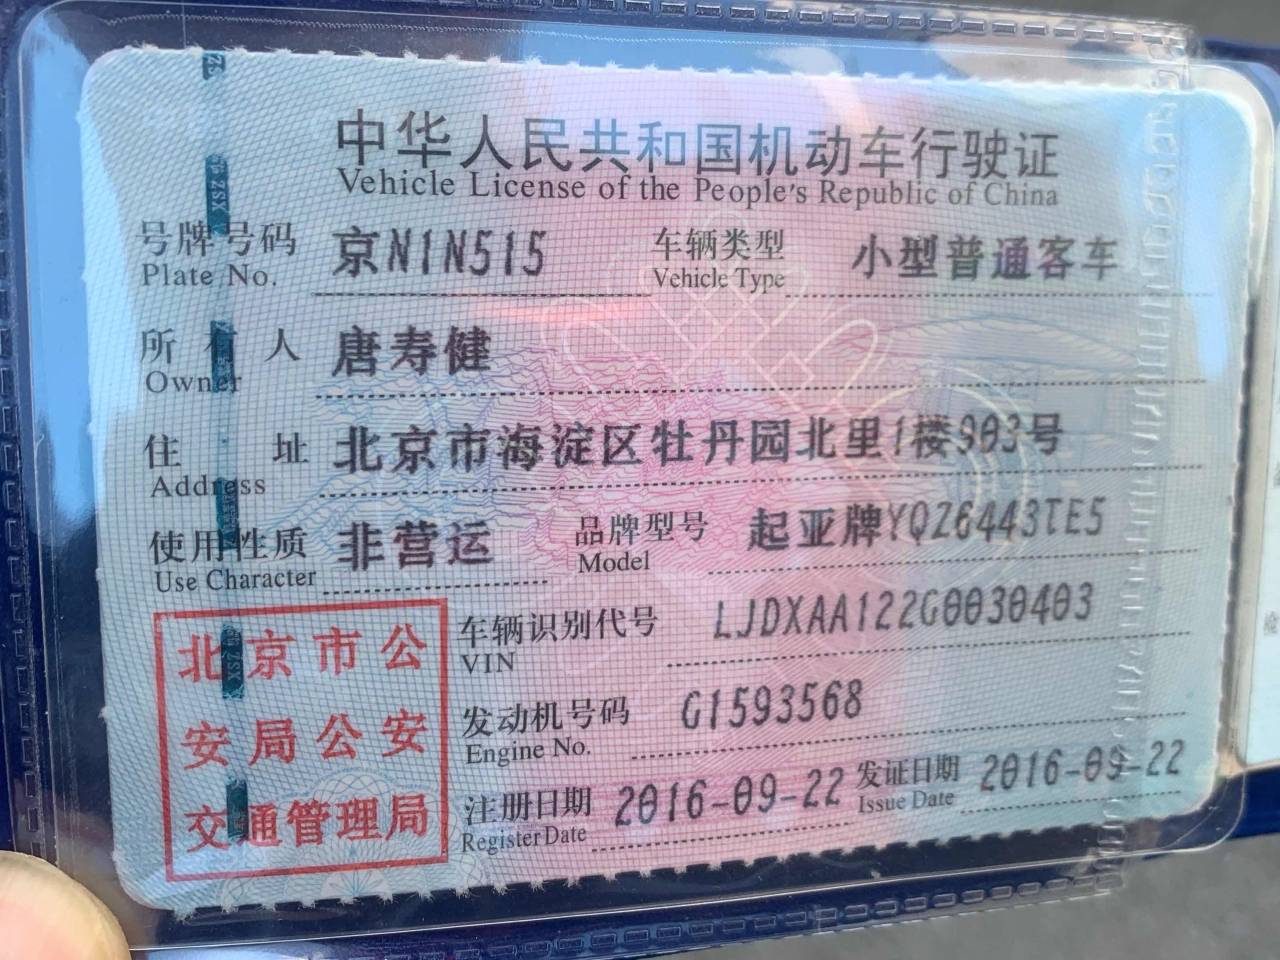 中华人民共和国机动车行驶证
Vehicle License of the People's Republic of China
号牌号码 京N1N515 车辆类型 小型普通客车
Plate No. Vehicle Type
所有人 唐寿健
Owner
住址 北京市海淀区牡丹园北里1楼903号
Address
使用性质 非营运 品牌型号 起亚牌YQZ6443TE5
Use Character Model
车辆识别代号 LJDXAA122G0030403
VIN
发动机号码 G1593568
Engine No.
注册日期 2016-09-22 发证日期 2016-09-22
Register Date Issue Date
北京市公
安局公安
交通管理局